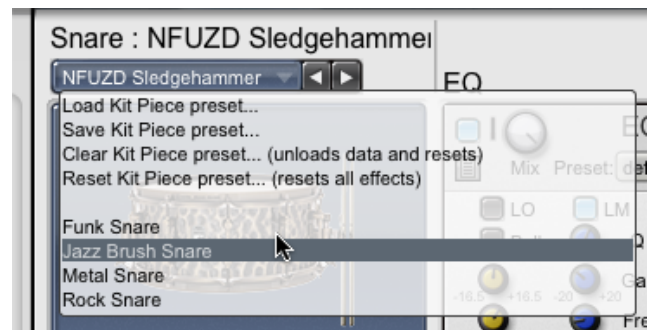 Snare : NFUZD Sledgehammer
NFUZD Sledgehammer
EQ
Load Kit Piece preset...
Save Kit Piece preset...
Clear Kit Piece preset... (unloads data and resets)
Reset Kit Piece preset... (resets all effects)
Mix Preset: def
LO LM
Funk Snare
Jazz Brush Snare
Metal Snare
Rock Snare
-16.5 +16.5 -20 +20
Fre